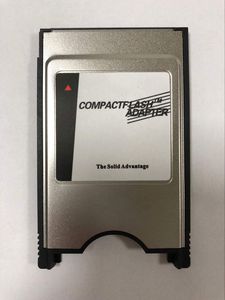 COMPACTFLASH™
ADAPTER
The Solid Advantage